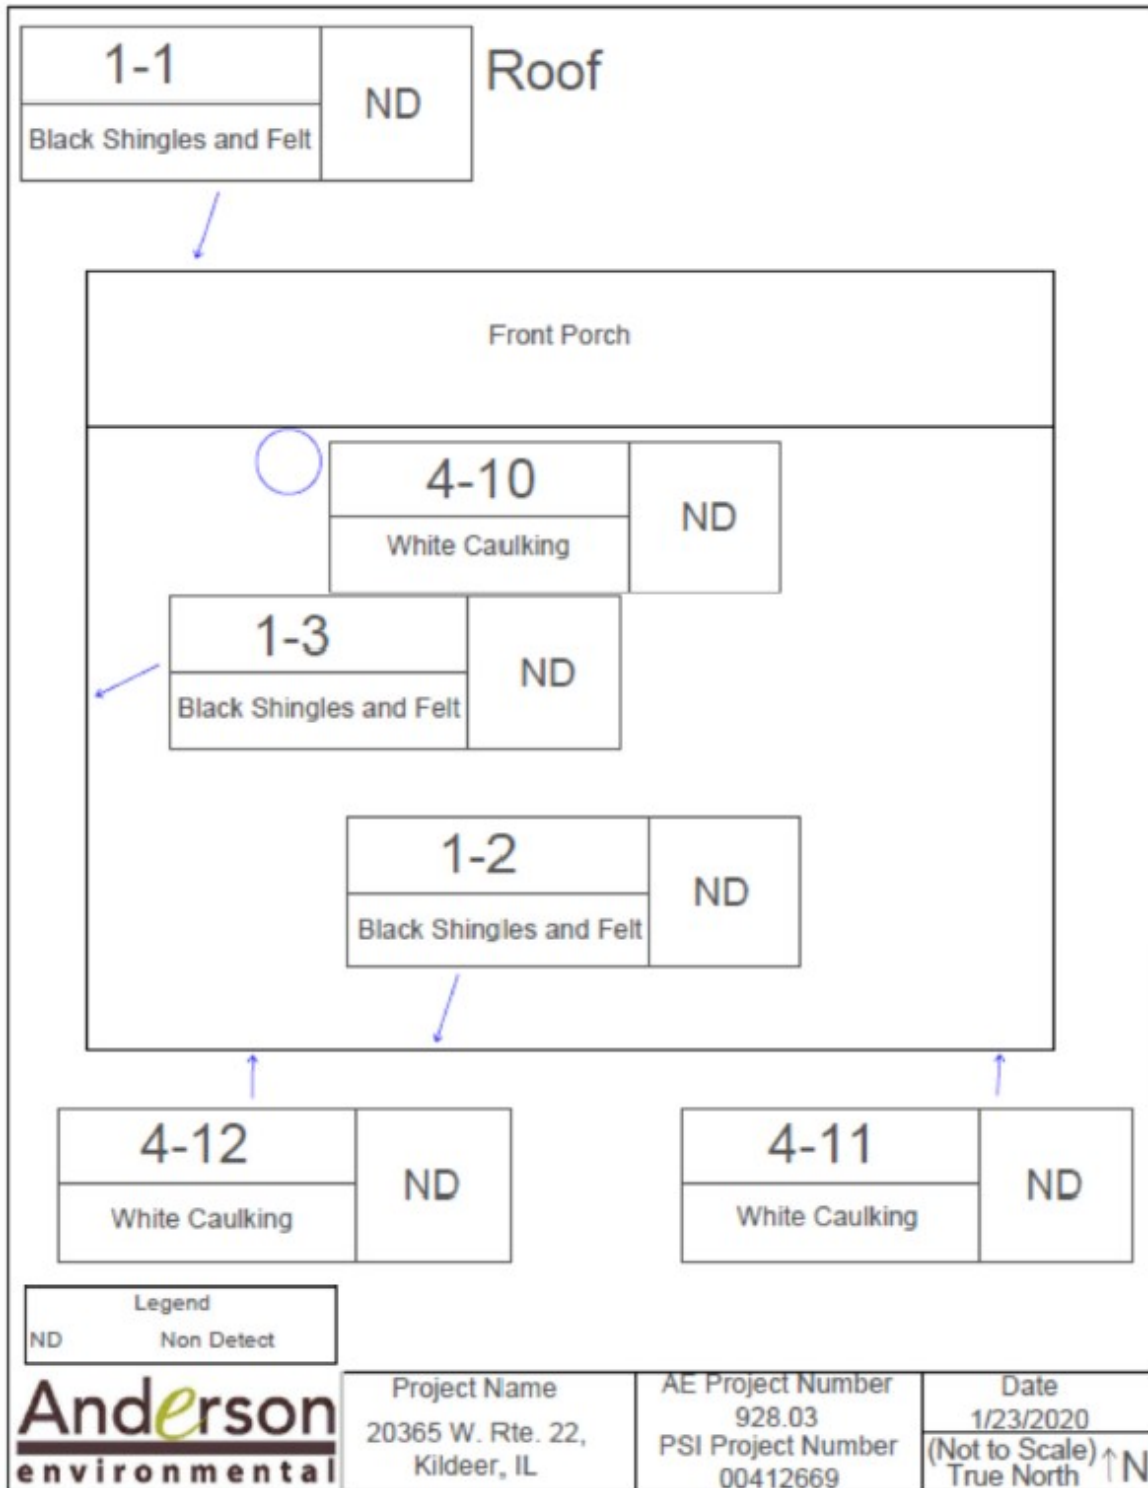 1-1
Black Shingles and Felt
ND
Roof
Front Porch
4-10
White Caulking
ND
1-3
Black Shingles and Felt
ND
1-2
Black Shingles and Felt
ND
4-12
White Caulking
ND
4-11
White Caulking
ND
Legend
ND Non Detect
Anderson
environmental
Project Name
20365 W. Rte. 22,
Kildeer, IL
AE Project Number
928.03
PSI Project Number
00412669
Date
1/23/2020
(Not to Scale)
True North ↑N